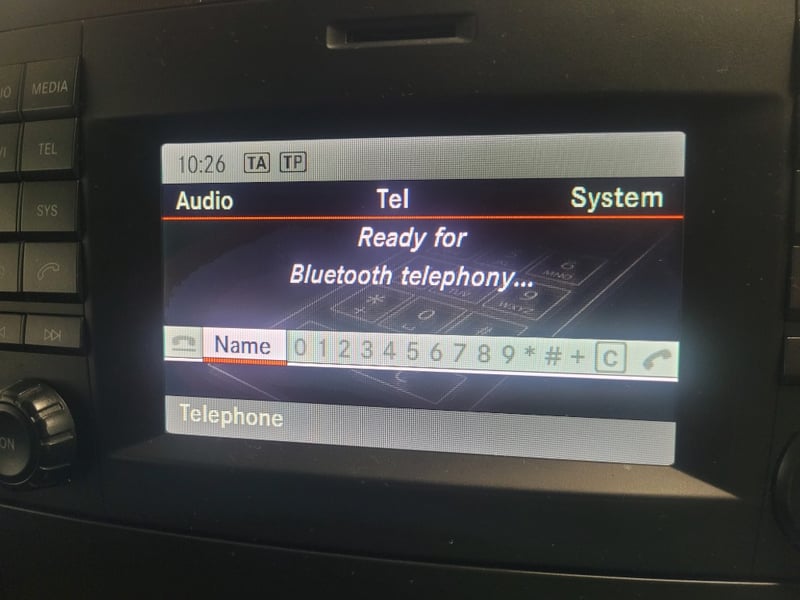 MEDIA
TEL
SYS
ON
10:26 TA TP
Audio Tel System
Ready for
Bluetooth telephony...
Name 0 1 2 3 4 5 6 7 8 9 * # + C
Telephone